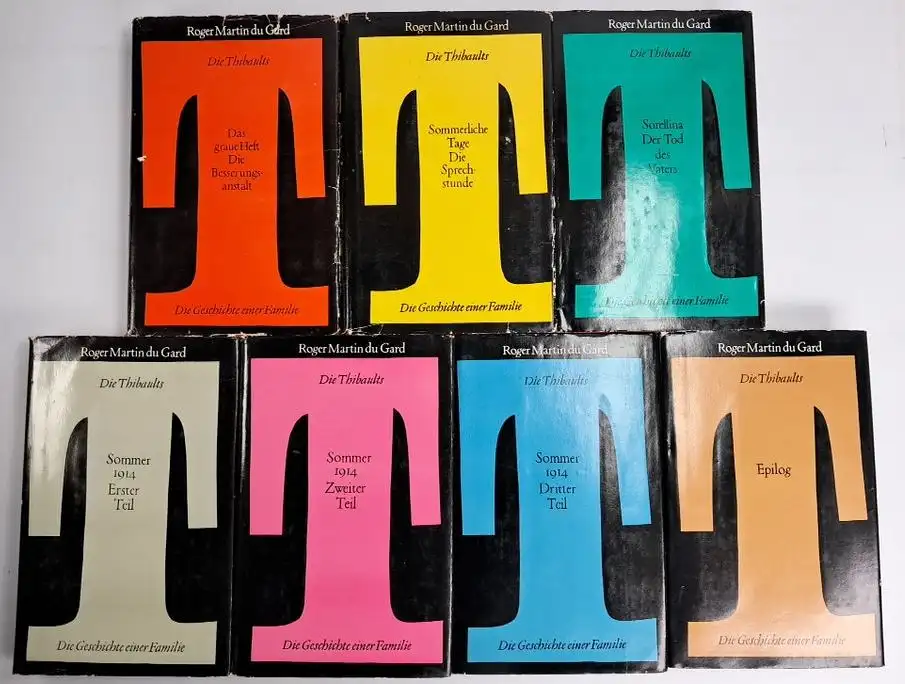 Roger Martin du Gard
Die Thibaults
Das
graue Heft
Die
Besserungs-
anstalt
Die Geschichte einer Familie
Roger Martin du Gard
Die Thibaults
Sommerliche
Tage
Die
Sprech-
stunde
Die Geschichte einer Familie
Roger Martin du Gard
Die Thibaults
Sorellina
Der Tod
des
Vaters
Die Geschichte einer Familie
Roger Martin du Gard
Die Thibaults
Sommer
1914
Erster
Teil
Die Geschichte einer Familie
Roger Martin du Gard
Die Thibaults
Sommer
1914
Zweiter
Teil
Die Geschichte einer Familie
Roger Martin du Gard
Die Thibaults
Sommer
1914
Dritter
Teil
Die Geschichte einer Familie
Roger Martin du Gard
Die Thibaults
Epilog
Die Geschichte einer Familie